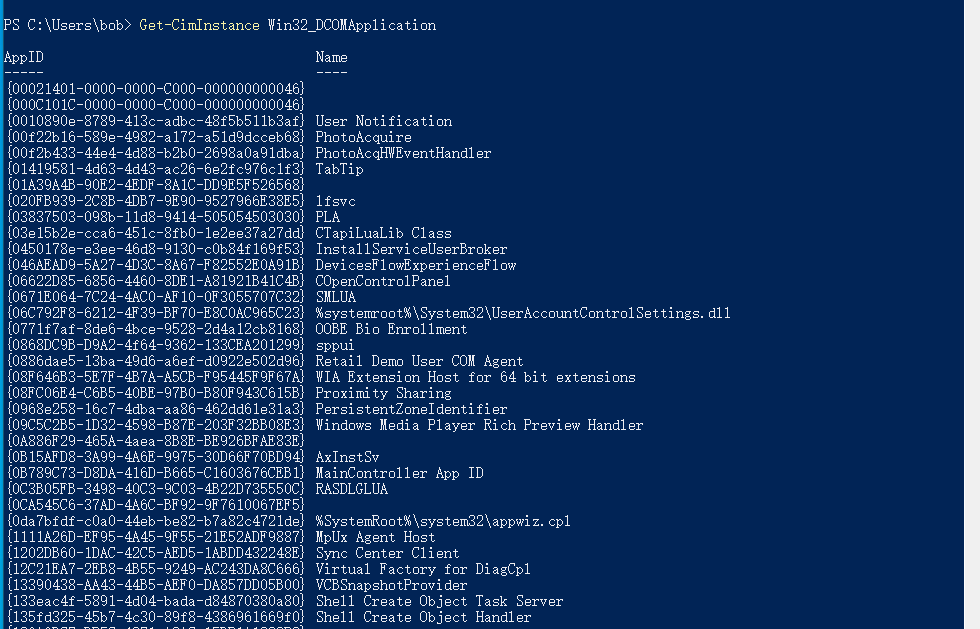 PS C:\Users\bob> Get-CimInstance Win32_DCOMApplication
AppID Name
----- ----
{00021401-0000-0000-C000-000000000046}
{000C101C-0000-0000-C000-000000000046}
{0010890e-8789-413c-adbc-48f5b511b3af} User Notification
{00f22b16-589e-4982-a172-a51d9dcceb68} PhotoAcquire
{00f2b433-44e4-4d88-b2b0-2698a0a91dba} PhotoAcqHWEventHandler
{01419581-4d63-4d43-ac26-6e2fc976c1f3} TabTip
{01A39A4B-90E2-4EDF-8A1C-DD9E5F526568}
{020FB939-2C8B-4DB7-9E90-9527966E38E5} lfsvc
{03837503-098b-11d8-9414-505054503030} PLA
{03e15b2e-cca6-451c-8fb0-1e2ee37a27dd} CTapiLuaLib Class
{0450178e-e3ee-46d8-9130-c0b84f169f53} InstallServiceUserBroker
{046AEAD9-5A27-4D3C-8A67-F82552E0A91B} DevicesFlowExperienceFlow
{06622D85-6856-4460-8DE1-A81921B41C4B} COpenControlPanel
{0671E064-7C24-4AC0-AF10-0F3055707C32} SMLUA
{06C792F8-6212-4F39-BF70-E8C0AC965C23} %systemroot%\System32\UserAccountControlSettings.dll
{0771f7af-8de6-4bce-9528-2d4a12cb8168} OOBE Bio Enrollment
{0868DC9B-D9A2-4f64-9362-133CEA201299} sppui
{0886dae5-13ba-49d6-a6ef-d0922e502d96} Retail Demo User COM Agent
{08F646B3-5E7F-4B7A-A5CB-F95445F9F67A} WIA Extension Host for 64 bit extensions
{08FC06E4-C6B5-40BE-97B0-B80F943C615B} Proximity Sharing
{0968e258-16c7-4dba-aa86-462dd61e31a3} PersistentZoneIdentifier
{09C5C2B5-1D32-4598-B87E-203F32BB08E3} Windows Media Player Rich Preview Handler
{0A886F29-465A-4aea-8B8E-BE926BFAE83E}
{0B15AFD8-3A99-4A6E-9975-30D66F70BD94} AxInstSv
{0B789C73-D8DA-416D-B665-C1603676CEB1} MainController App ID
{0C3B05FB-3498-40C3-9C03-4B22D735550C} RASDLGLUA
{0CA545C6-37AD-4A6C-BF92-9F7610067EF5}
{0da7bfdf-c0a0-44eb-be82-b7a82c4721de} %SystemRoot%\system32\appwiz.cpl
{1111A26D-EF95-4A45-9F55-21E52ADF9887} MpUx Agent Host
{1202DB60-1DAC-42C5-AED5-1ABDD432248E} Sync Center Client
{12C21EA7-2EB8-4B55-9249-AC243DA8C666} Virtual Factory for DiagCpl
{13390438-AA43-44B5-AEF0-DA857DD05B00} VCBSnapshotProvider
{133eac4f-5891-4d04-bada-d84870380a80} Shell Create Object Task Server
{135fd325-45b7-4c30-89f8-4386961669f0} Shell Create Object Handler